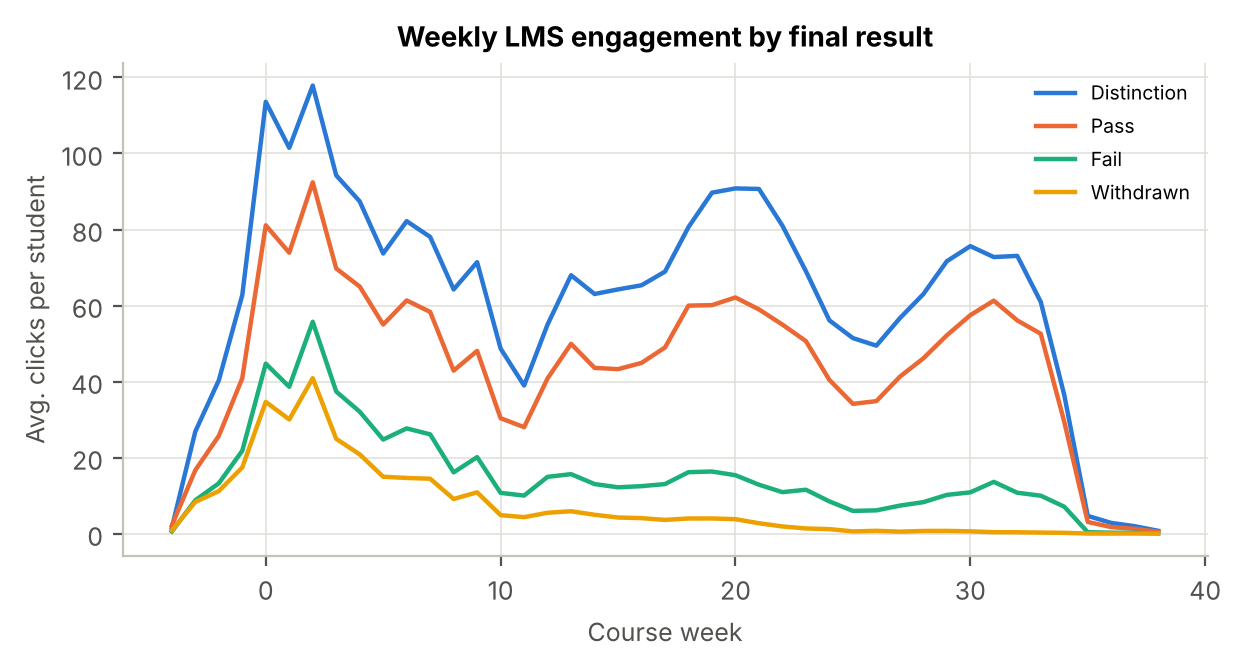 Weekly LMS engagement by final result
Avg. clicks per student
120
100
80
60
40
20
0
Distinction
Pass
Fail
Withdrawn
0 10 20 30 40
Course week